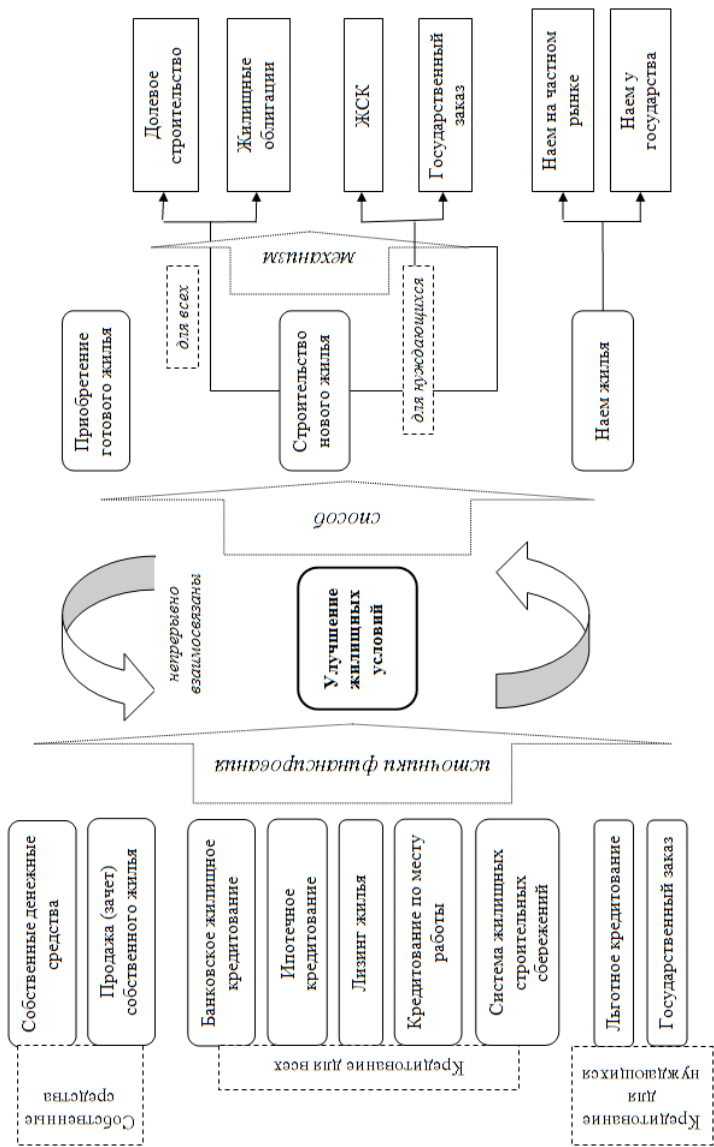 Собственные
средства
Собственные денежные
средства
Продажа (зачет)
собственного жилья
Кредитование для всех
Банковское жилищное
кредитование
Ипотечное
кредитование
Лизинг жилья
Кредитование по месту
работы
Система жилищных
строительных
сбережений
Кредитование
для
нуждающихся
Льготное кредитование
Государственный заказ
источники финансирования
непрерывно
взаимосвязаны
Улучшение
жилищных
условий
способ
Приобретение
готового жилья
Строительство
нового жилья
Наем жилья
для всех
для нуждающихся
механизм
Долевое
строительство
Жилищные
облигации
ЖСК
Государственный
заказ
Наем на частном
рынке
Наем у
государства